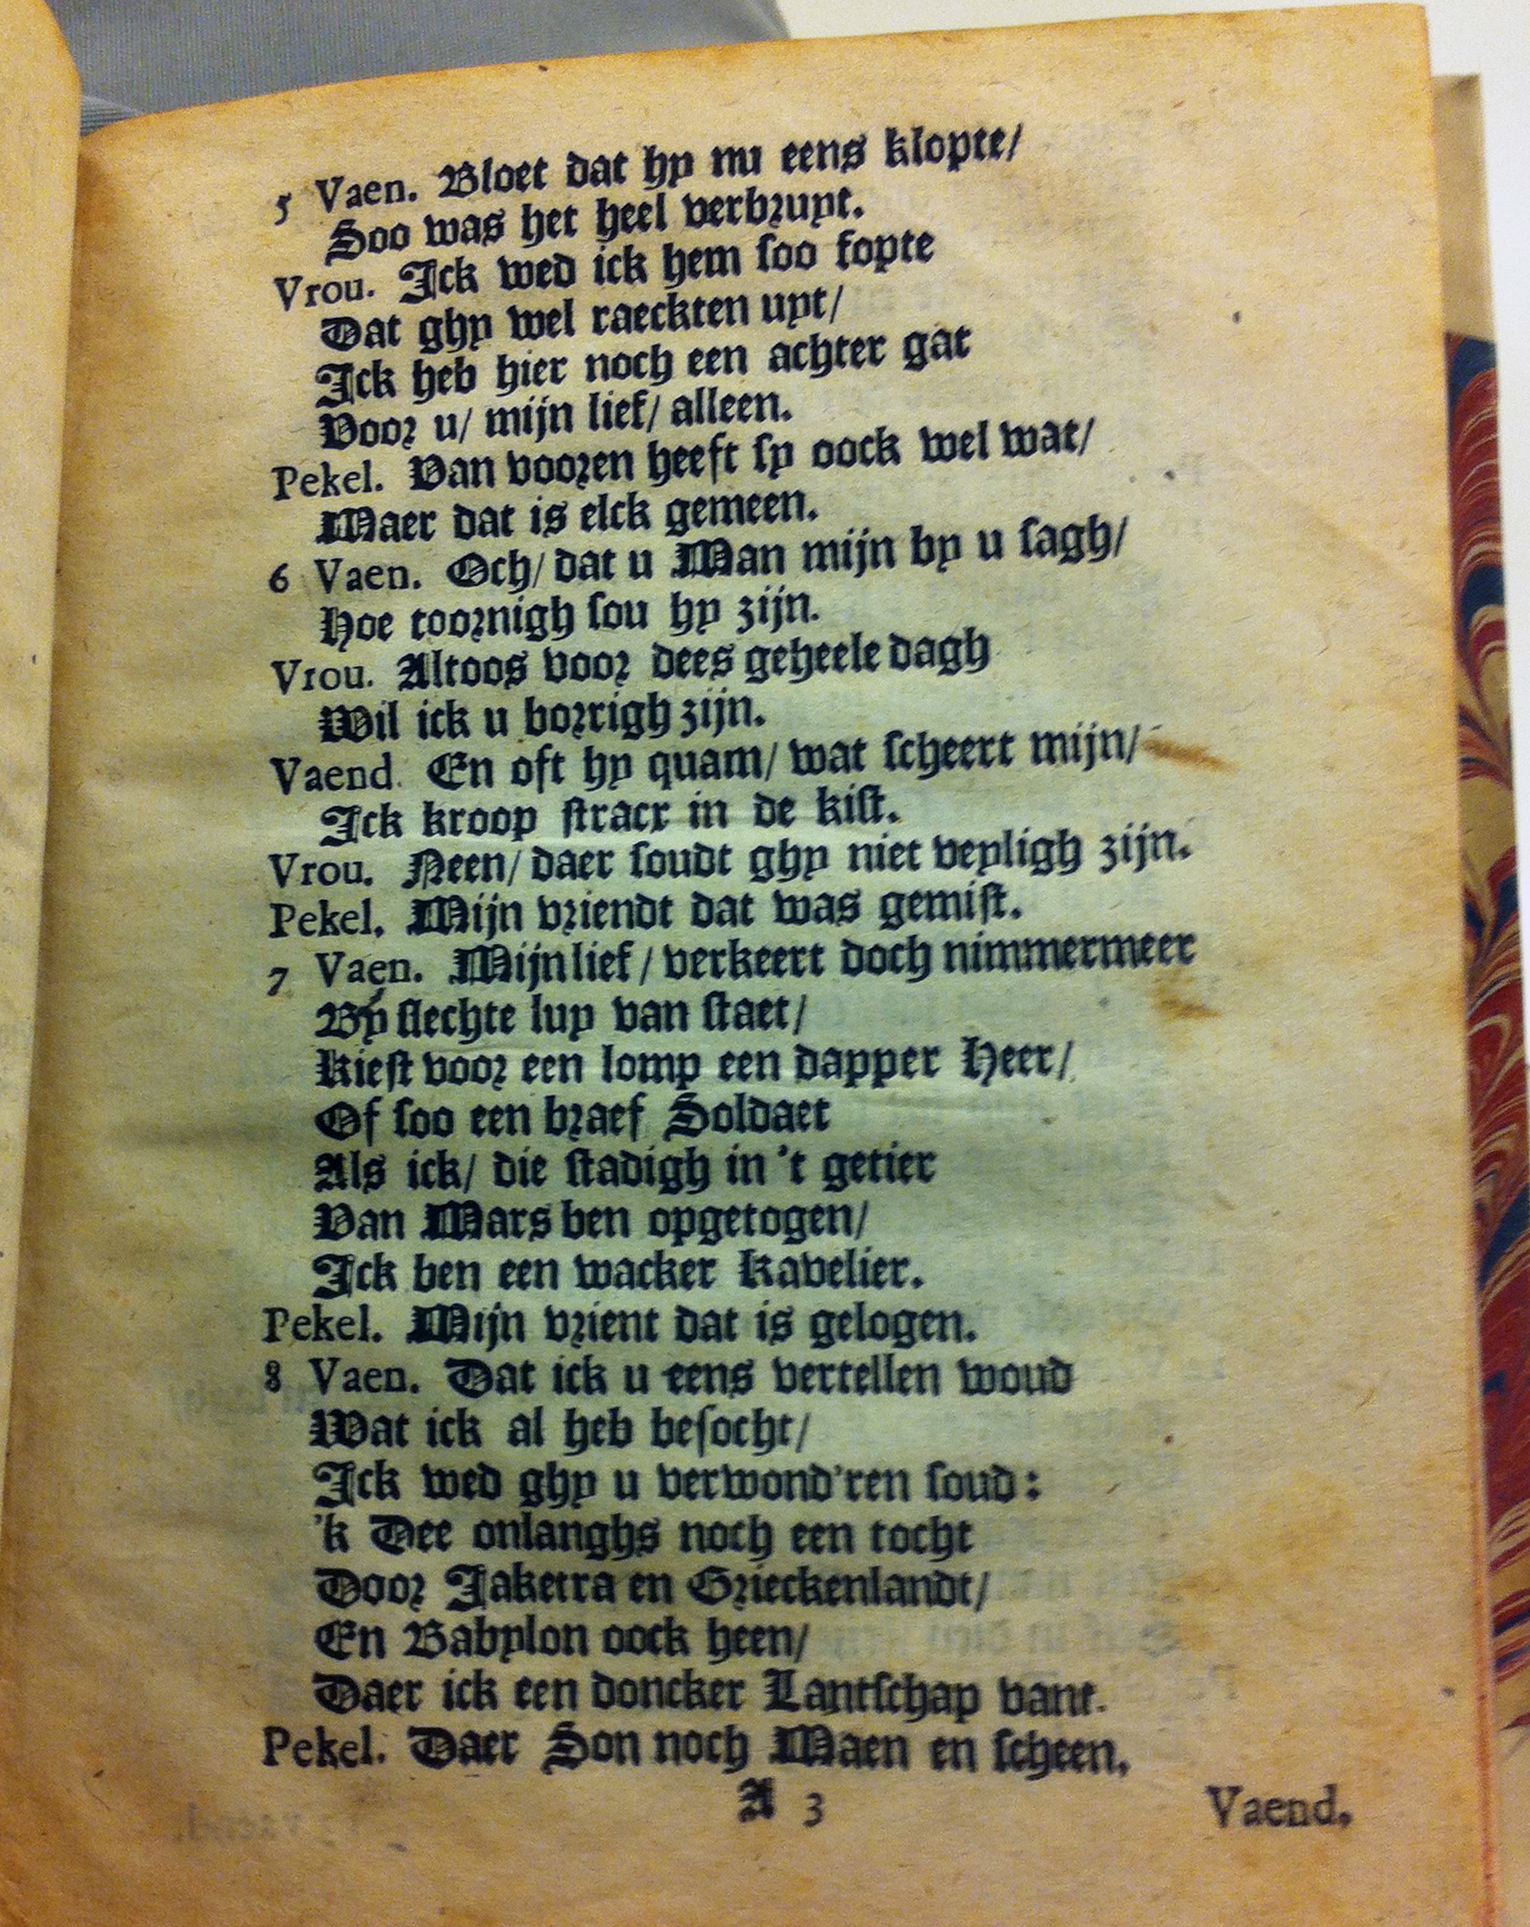 5 Vaen. Bloet dat hy nu eens klopte/
Soo was het heel verbruyt.
Vrou. Ick wed ick hem soo fopte
Dat ghy wel raeckten uyt/
Ick heb hier noch een achter gat
Voor u/ mijn lief/ alleen.
Pekel. Van vooren heeft sy oock wel wat/
Maer dat is elck gemeen.
6 Vaen. Och/ dat u Man mijn by u sagh/
Hoe toornigh sou hy zijn.
Vrou. Altoos voor dees geheele dagh
Wil ick u borrigh zijn.
Vaend. En oft hy quam/ wat scheert mijn/
Ick kroop stracx in de kist.
Vrou. Neen/ daer soudt ghy niet veyligh zijn.
Pekel. Mijn vriendt dat was gemist.
7 Vaen. Mijn lief/ verkeert doch nimmermeer
By slechte luy van staet/
Kiest voor een lomp een dapper Heer/
Of soo een braef Soldaet
Als ick/ die stadigh in 't getier
Van Mars ben opgetogen/
Ick ben een wacker Kavelier.
Pekel. Mijn vrient dat is gelogen.
8 Vaen. Dat ick u eens vertellen woud
Wat ick al heb besocht/
Ick wed ghy u verwond'ren soud:
'k Dee onlanghs noch een tocht
Door Jaketra en Grieckenlandt/
En Babylon oock heen/
Daer ick een doncker Lantschap vant.
Pekel. Daer Son noch Maen en scheen.
A 3
Vaend.